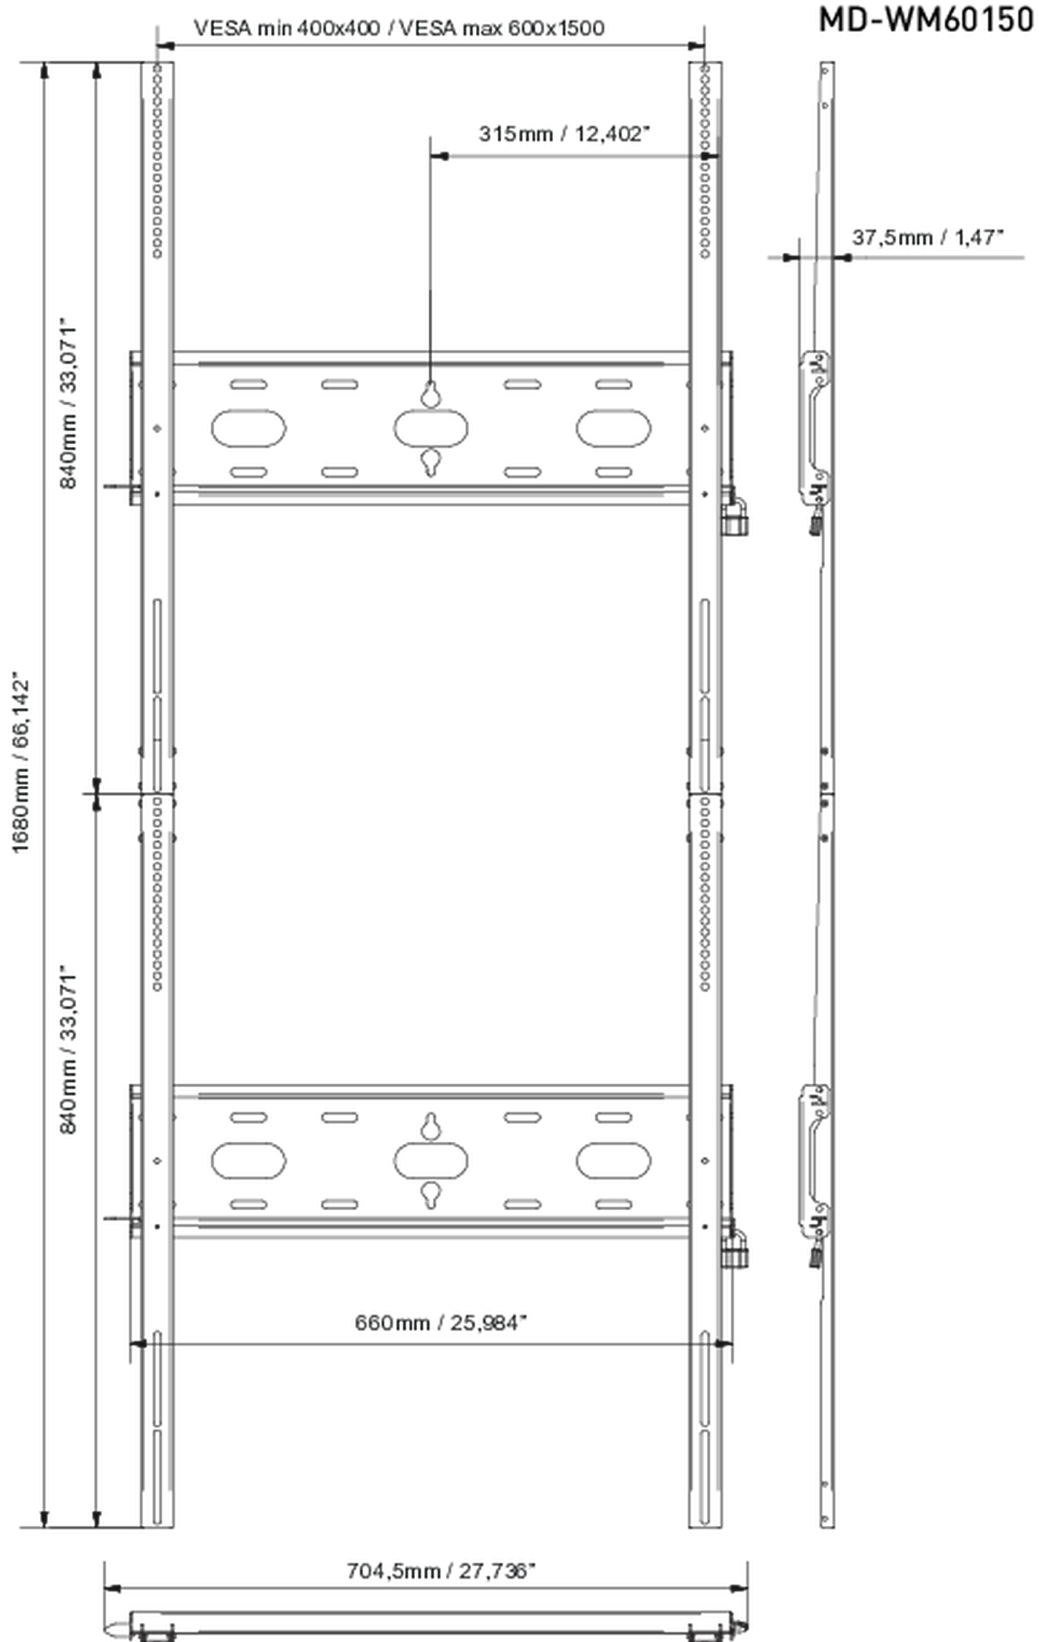 MD-WM60150
VESA min 400x400 / VESA max 600x1500
315mm / 12,402"
37,5mm / 1,47"
840mm / 33,071"
1680mm / 66,142"
840mm / 33,071"
660mm / 25,984"
704,5mm / 27,736"